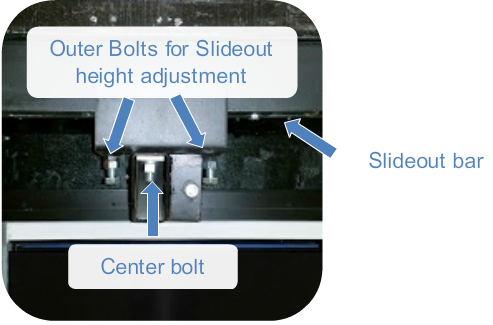 Outer Bolts for Slideout
height adjustment
Slideout bar
Center bolt